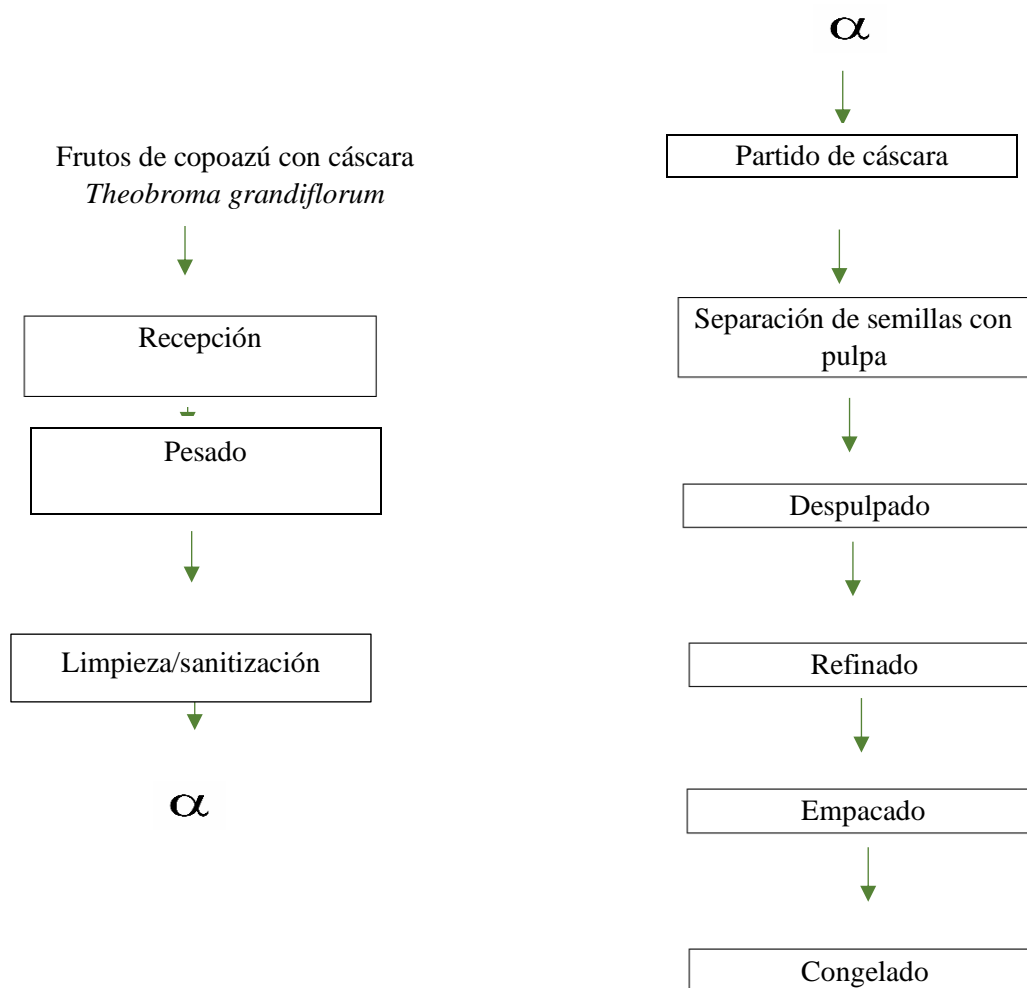 Frutos de copoazú con cáscara
Theobroma grandiflorum
Recepción
Pesado
Limpieza/sanitización
α
α
Partido de cáscara
Separación de semillas con
pulpa
Despulpado
Refinado
Empacado
Congelado